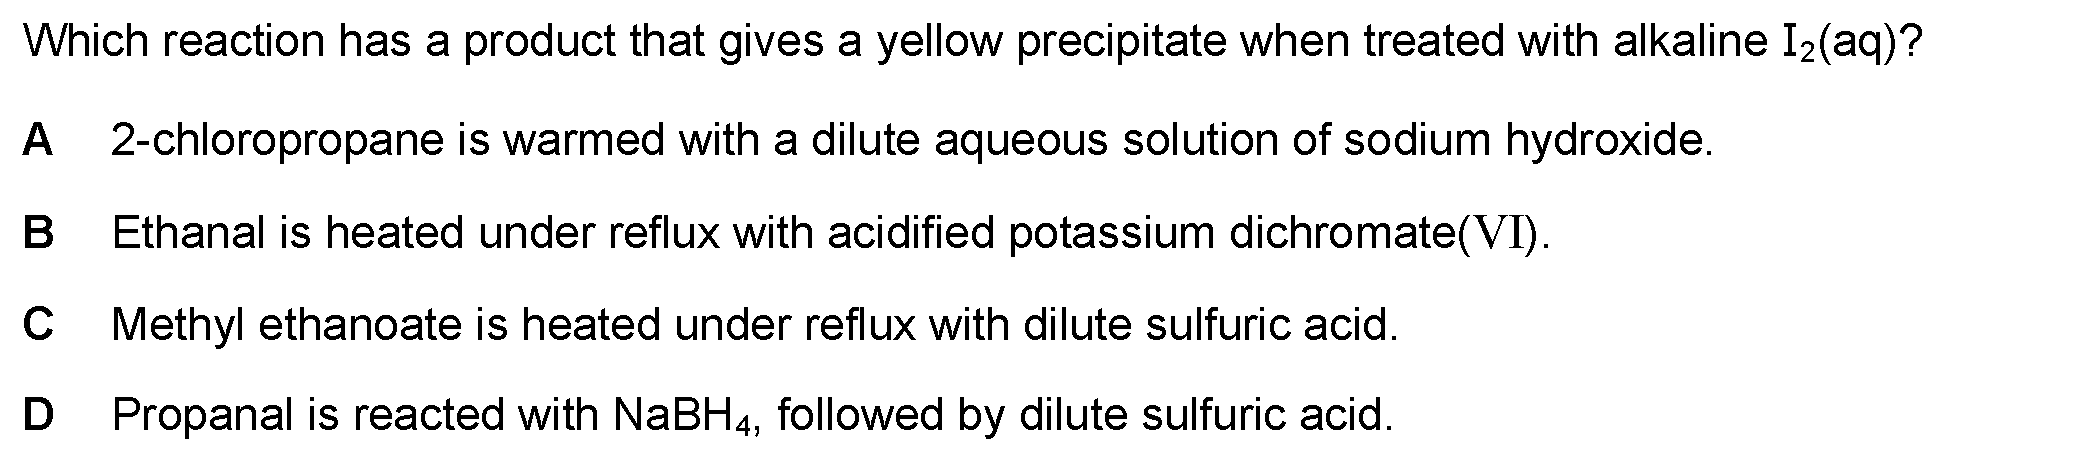 Which reaction has a product that gives a yellow precipitate when treated with alkaline I₂(aq)?
A 2-chloropropane is warmed with a dilute aqueous solution of sodium hydroxide.
B Ethanal is heated under reflux with acidified potassium dichromate(VI).
C Methyl ethanoate is heated under reflux with dilute sulfuric acid.
D Propanal is reacted with NaBH₄, followed by dilute sulfuric acid.